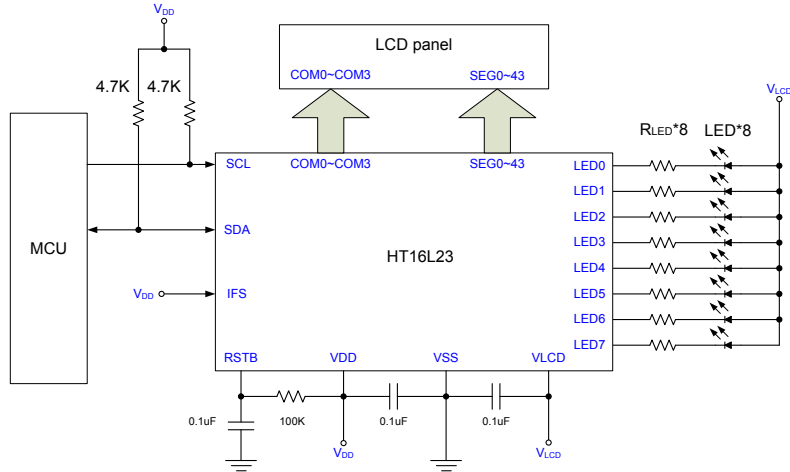 VDD
LCD panel
4.7K 4.7K
COM0~COM3 SEG0~43
VLCD
RLED*8 LED*8
SCL COM0~COM3 SEG0~43 LED0
LED1
LED2
SDA
MCU HT16L23 LED3
LED4
VDD IFS LED5
LED6
LED7
RSTB VDD VSS VLCD
0.1uF 100K 0.1uF 0.1uF
VDD VLCD